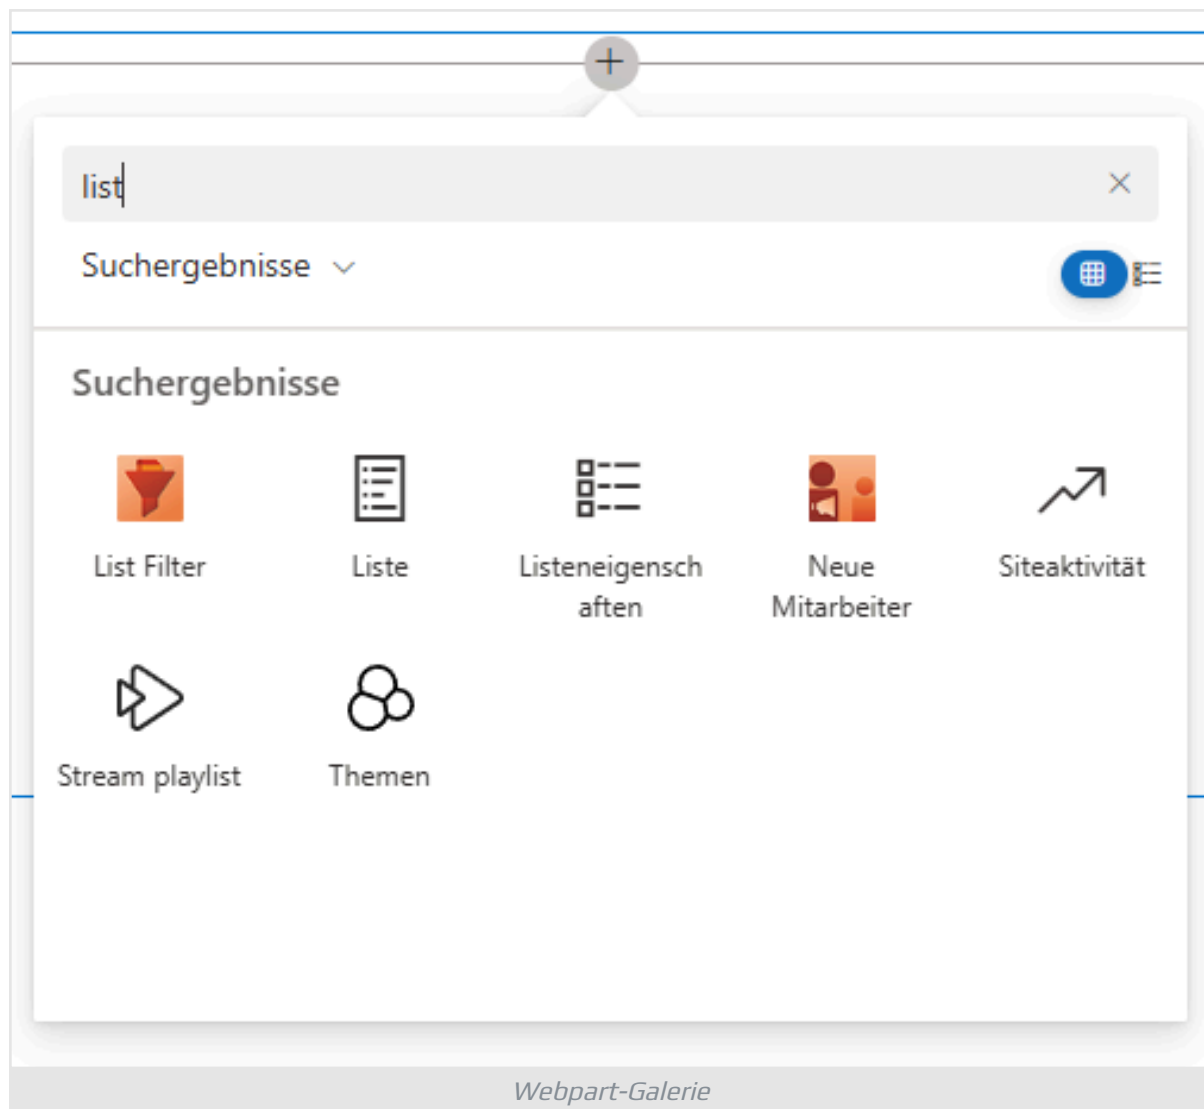 list
Suchergebnisse
Suchergebnisse
List Filter
Liste
Listeneigensch
aften
Neue
Mitarbeiter
Siteaktivität
Stream playlist
Themen
Webpart-Galerie